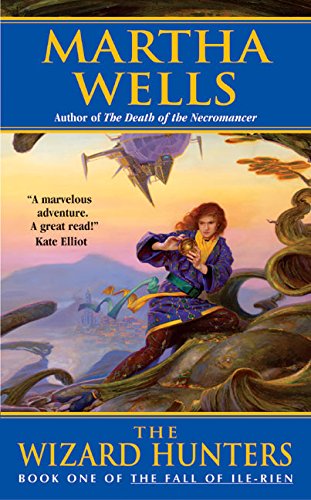 MARTHA
WELLS
Author of The Death of the Necromancer
“A marvelous
adventure.
A great read!”
Kate Elliot
THE
WIZARD HUNTERS
BOOK ONE OF THE FALL OF ILE-RIEN